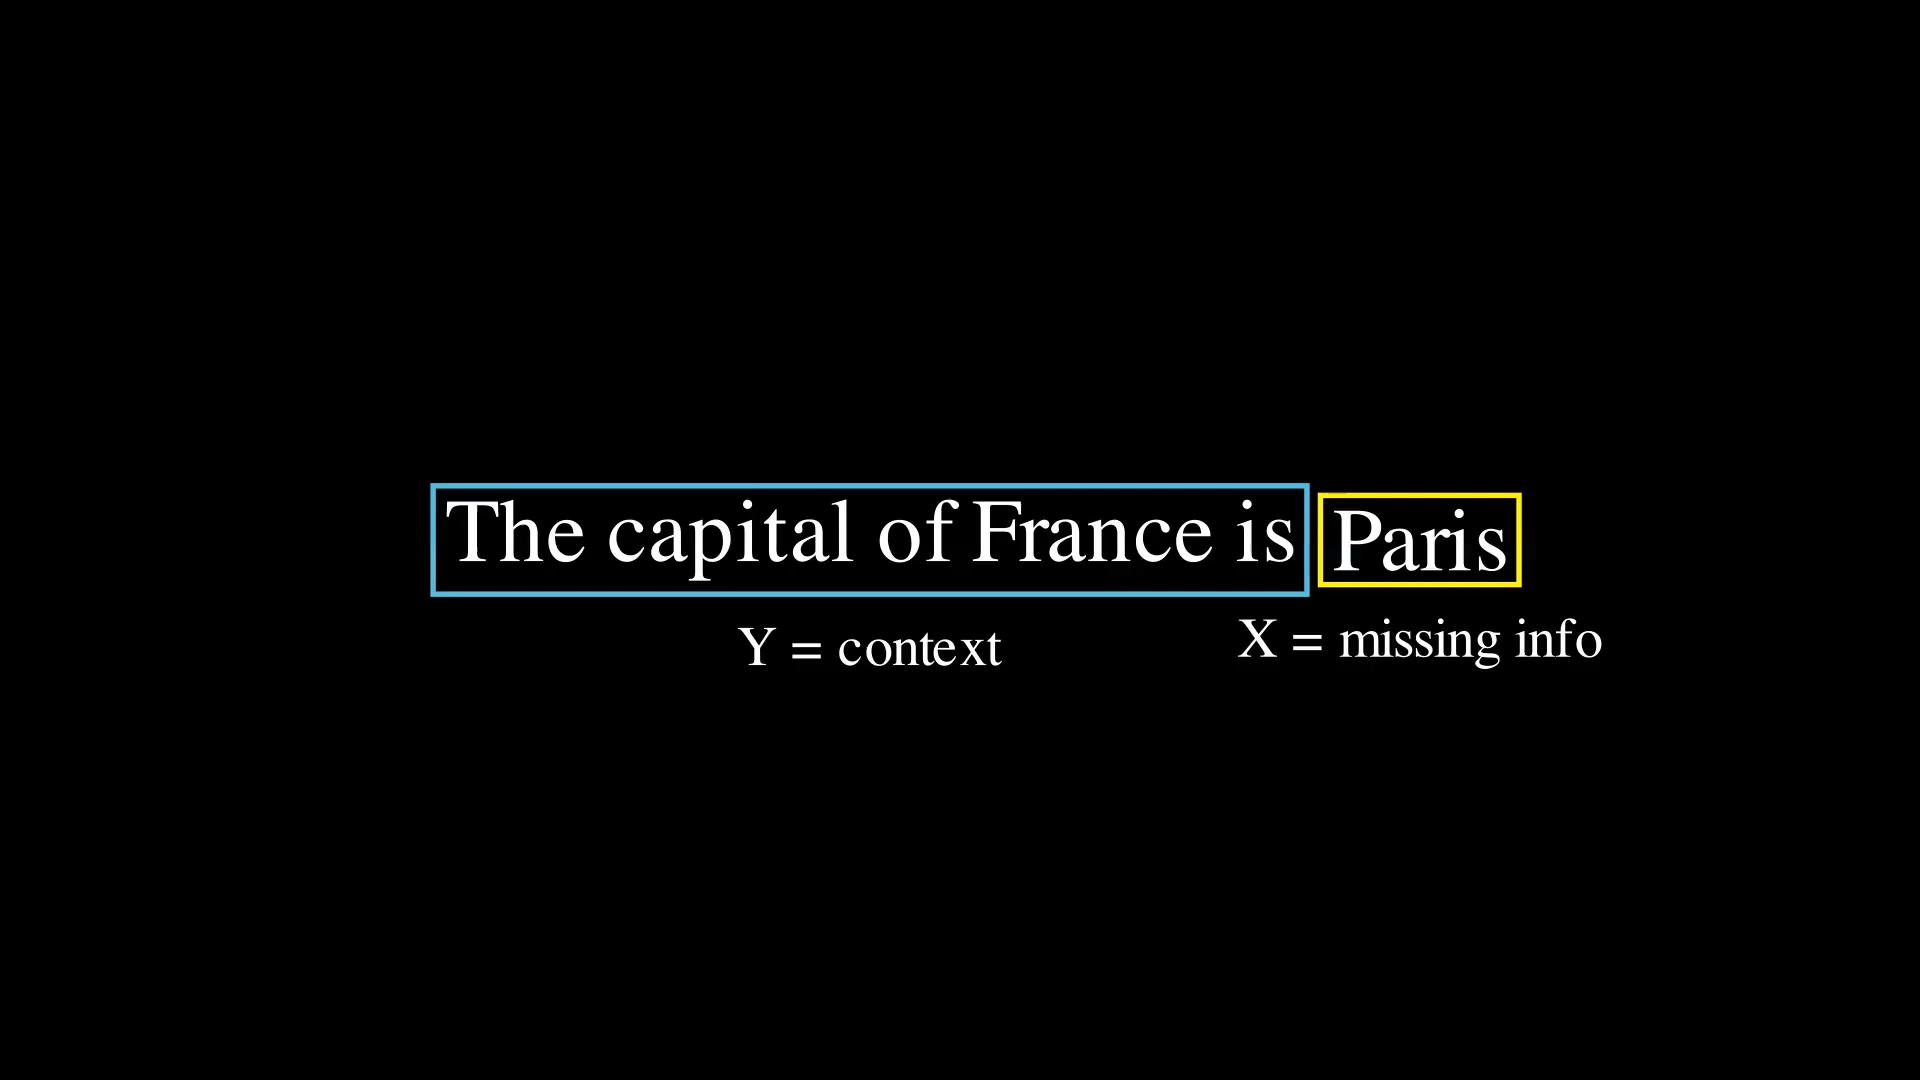 The capital of France is Paris
Y = context X = missing info